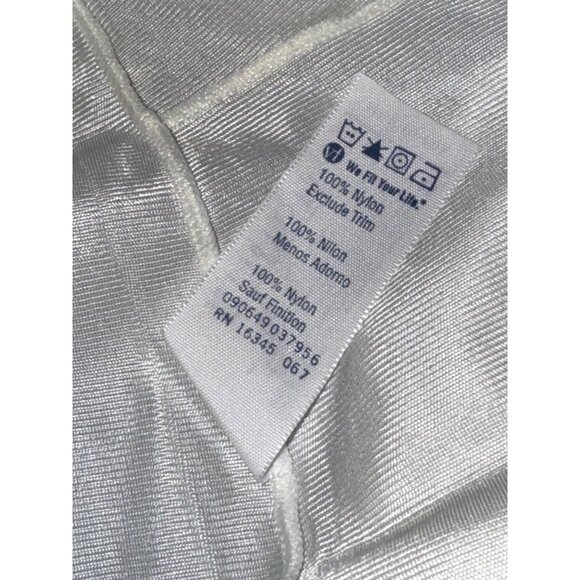 vf We Fit Your Life.®
100% Nylon
Exclude Trim
100% Nilon
Menos Adorno
100% Nylon
Sauf Finition
090649037956
RN 16345 067